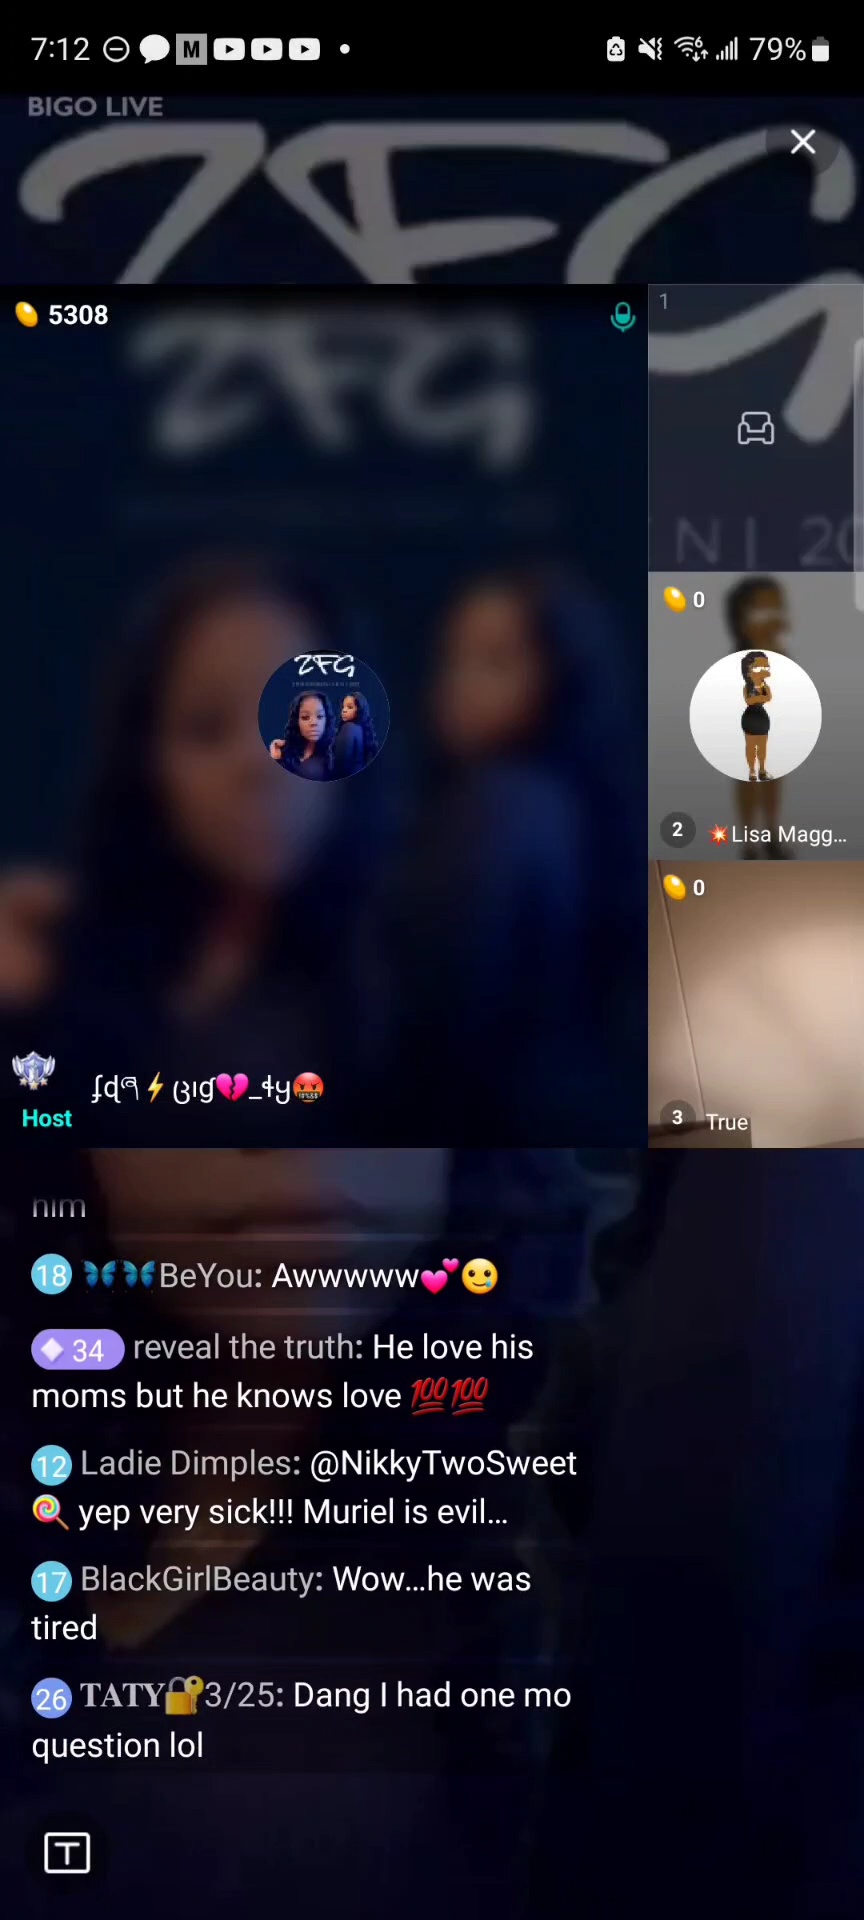 7:12 M 79%
BIGO LIVE
ZFG
5308
ZFG
1
N | 20
0
ZFG
2 💥Lisa Magg...
0
Host
3 True
him
18 🦋🦋BeYou: Awwwww💕🥲
34 reveal the truth: He love his
moms but he knows love 💯💯
12 Ladie Dimples: @NikkyTwoSweet
🍭 yep very sick!!! Muriel is evil...
17 BlackGirlBeauty: Wow...he was
tired
26 𝐓𝐀𝐓𝐘🔐3/25: Dang I had one mo
question lol
T